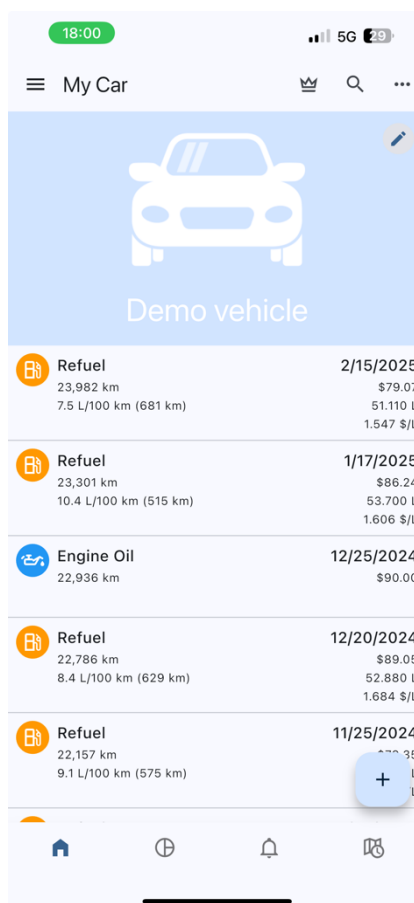 18:00
5G 29
My Car
Demo vehicle
Refuel 2/15/2025
23,982 km $79.07
7.5 L/100 km (681 km) 51.110 L
1.547 $/L
Refuel 1/17/2025
23,301 km $86.24
10.4 L/100 km (515 km) 53.700 L
1.606 $/L
Engine Oil 12/25/2024
22,936 km $90.00
Refuel 12/20/2024
22,786 km $89.05
8.4 L/100 km (629 km) 52.880 L
1.684 $/L
Refuel 11/25/2024
22,157 km
9.1 L/100 km (575 km)